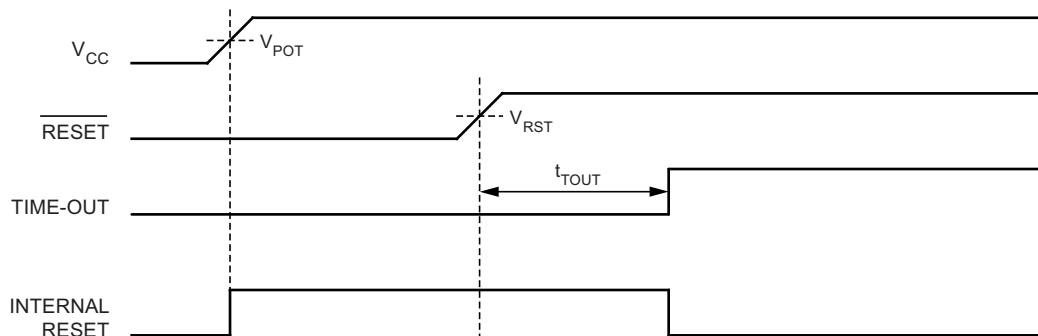 V_CC
V_POT
RESET
V_RST
t_TOUT
TIME-OUT
INTERNAL
RESET